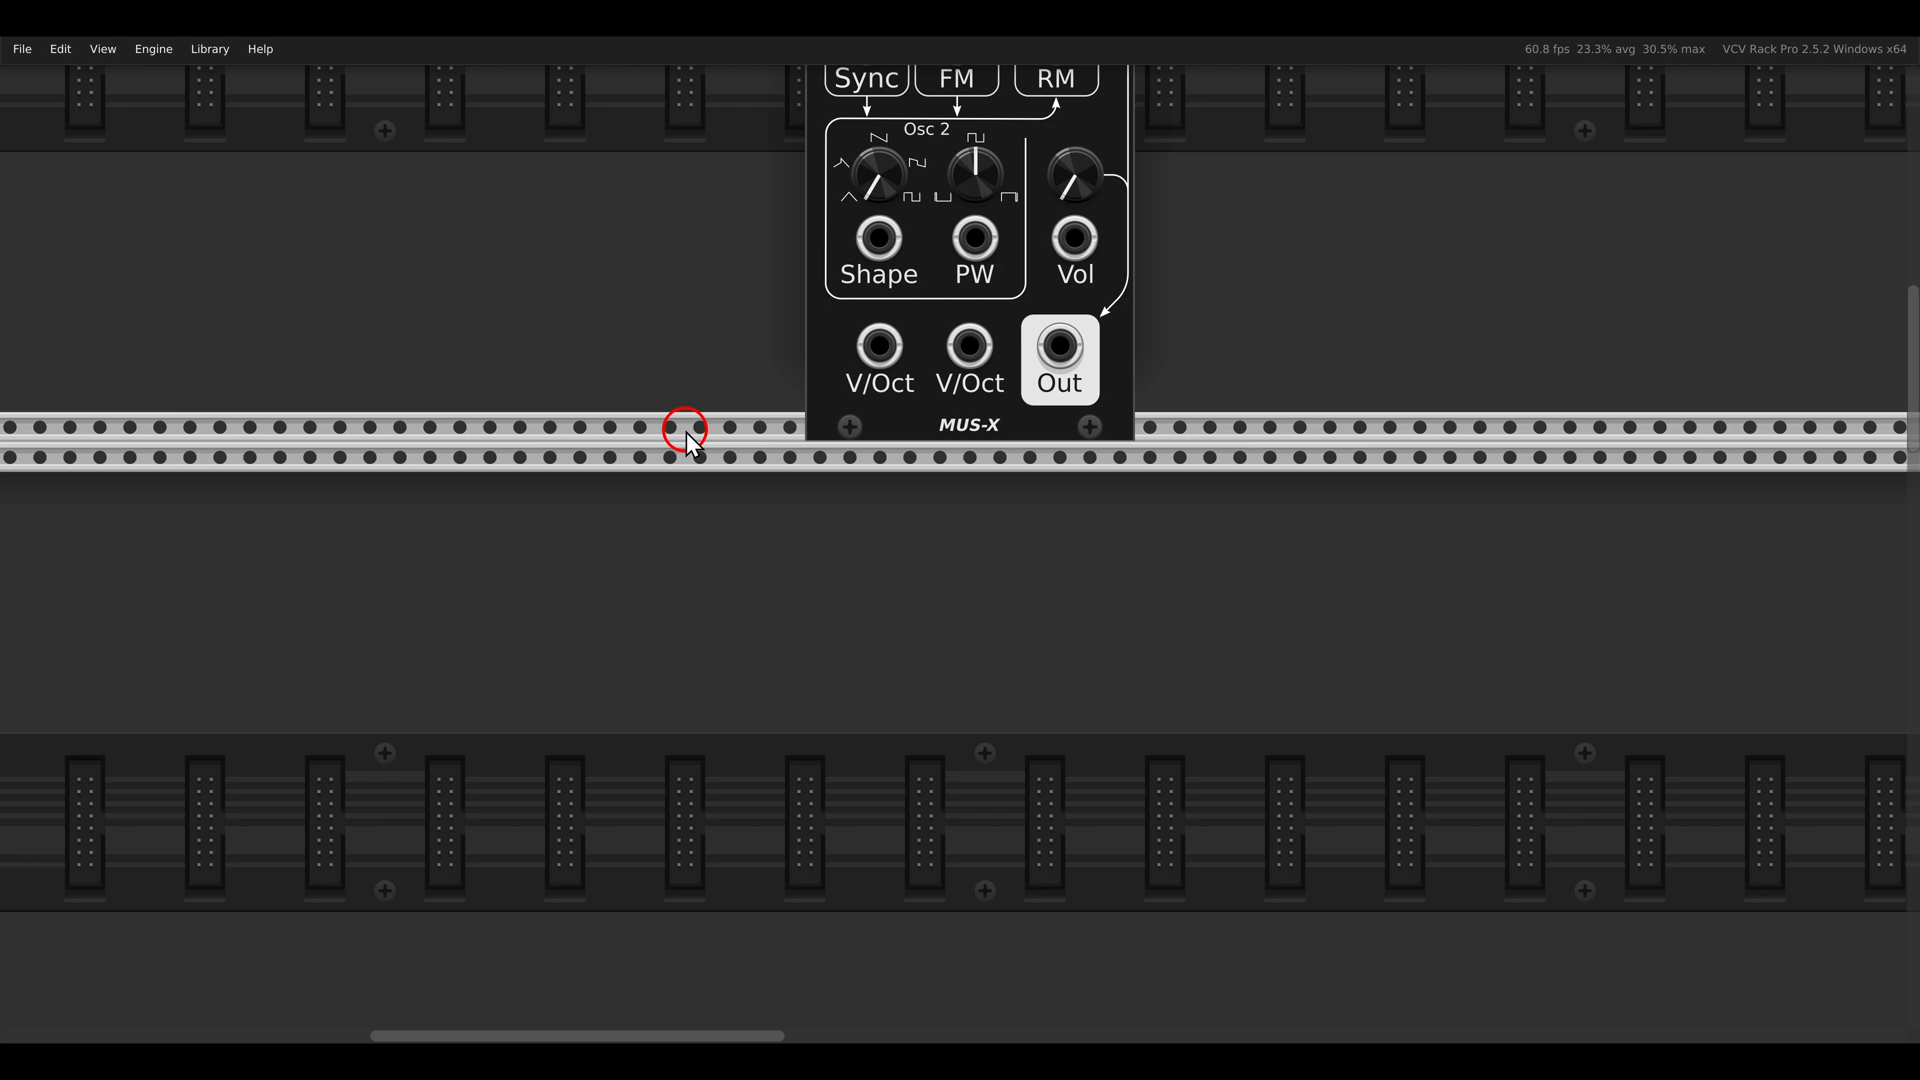 File Edit View Engine Library Help
60.8 fps 23.3% avg 30.5% max VCV Rack Pro 2.5.2 Windows x64
Sync FM RM
Osc 2
Shape PW Vol
V/Oct V/Oct Out
MUS-X